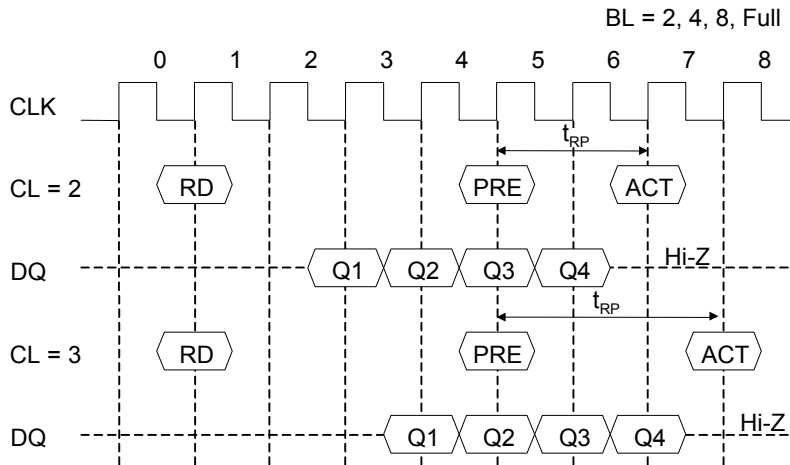 BL = 2, 4, 8, Full
0 1 2 3 4 5 6 7 8
CLK
tRP
CL = 2 RD PRE ACT
DQ Q1 Q2 Q3 Q4 Hi-Z
tRP
CL = 3 RD PRE ACT
DQ Q1 Q2 Q3 Q4 Hi-Z